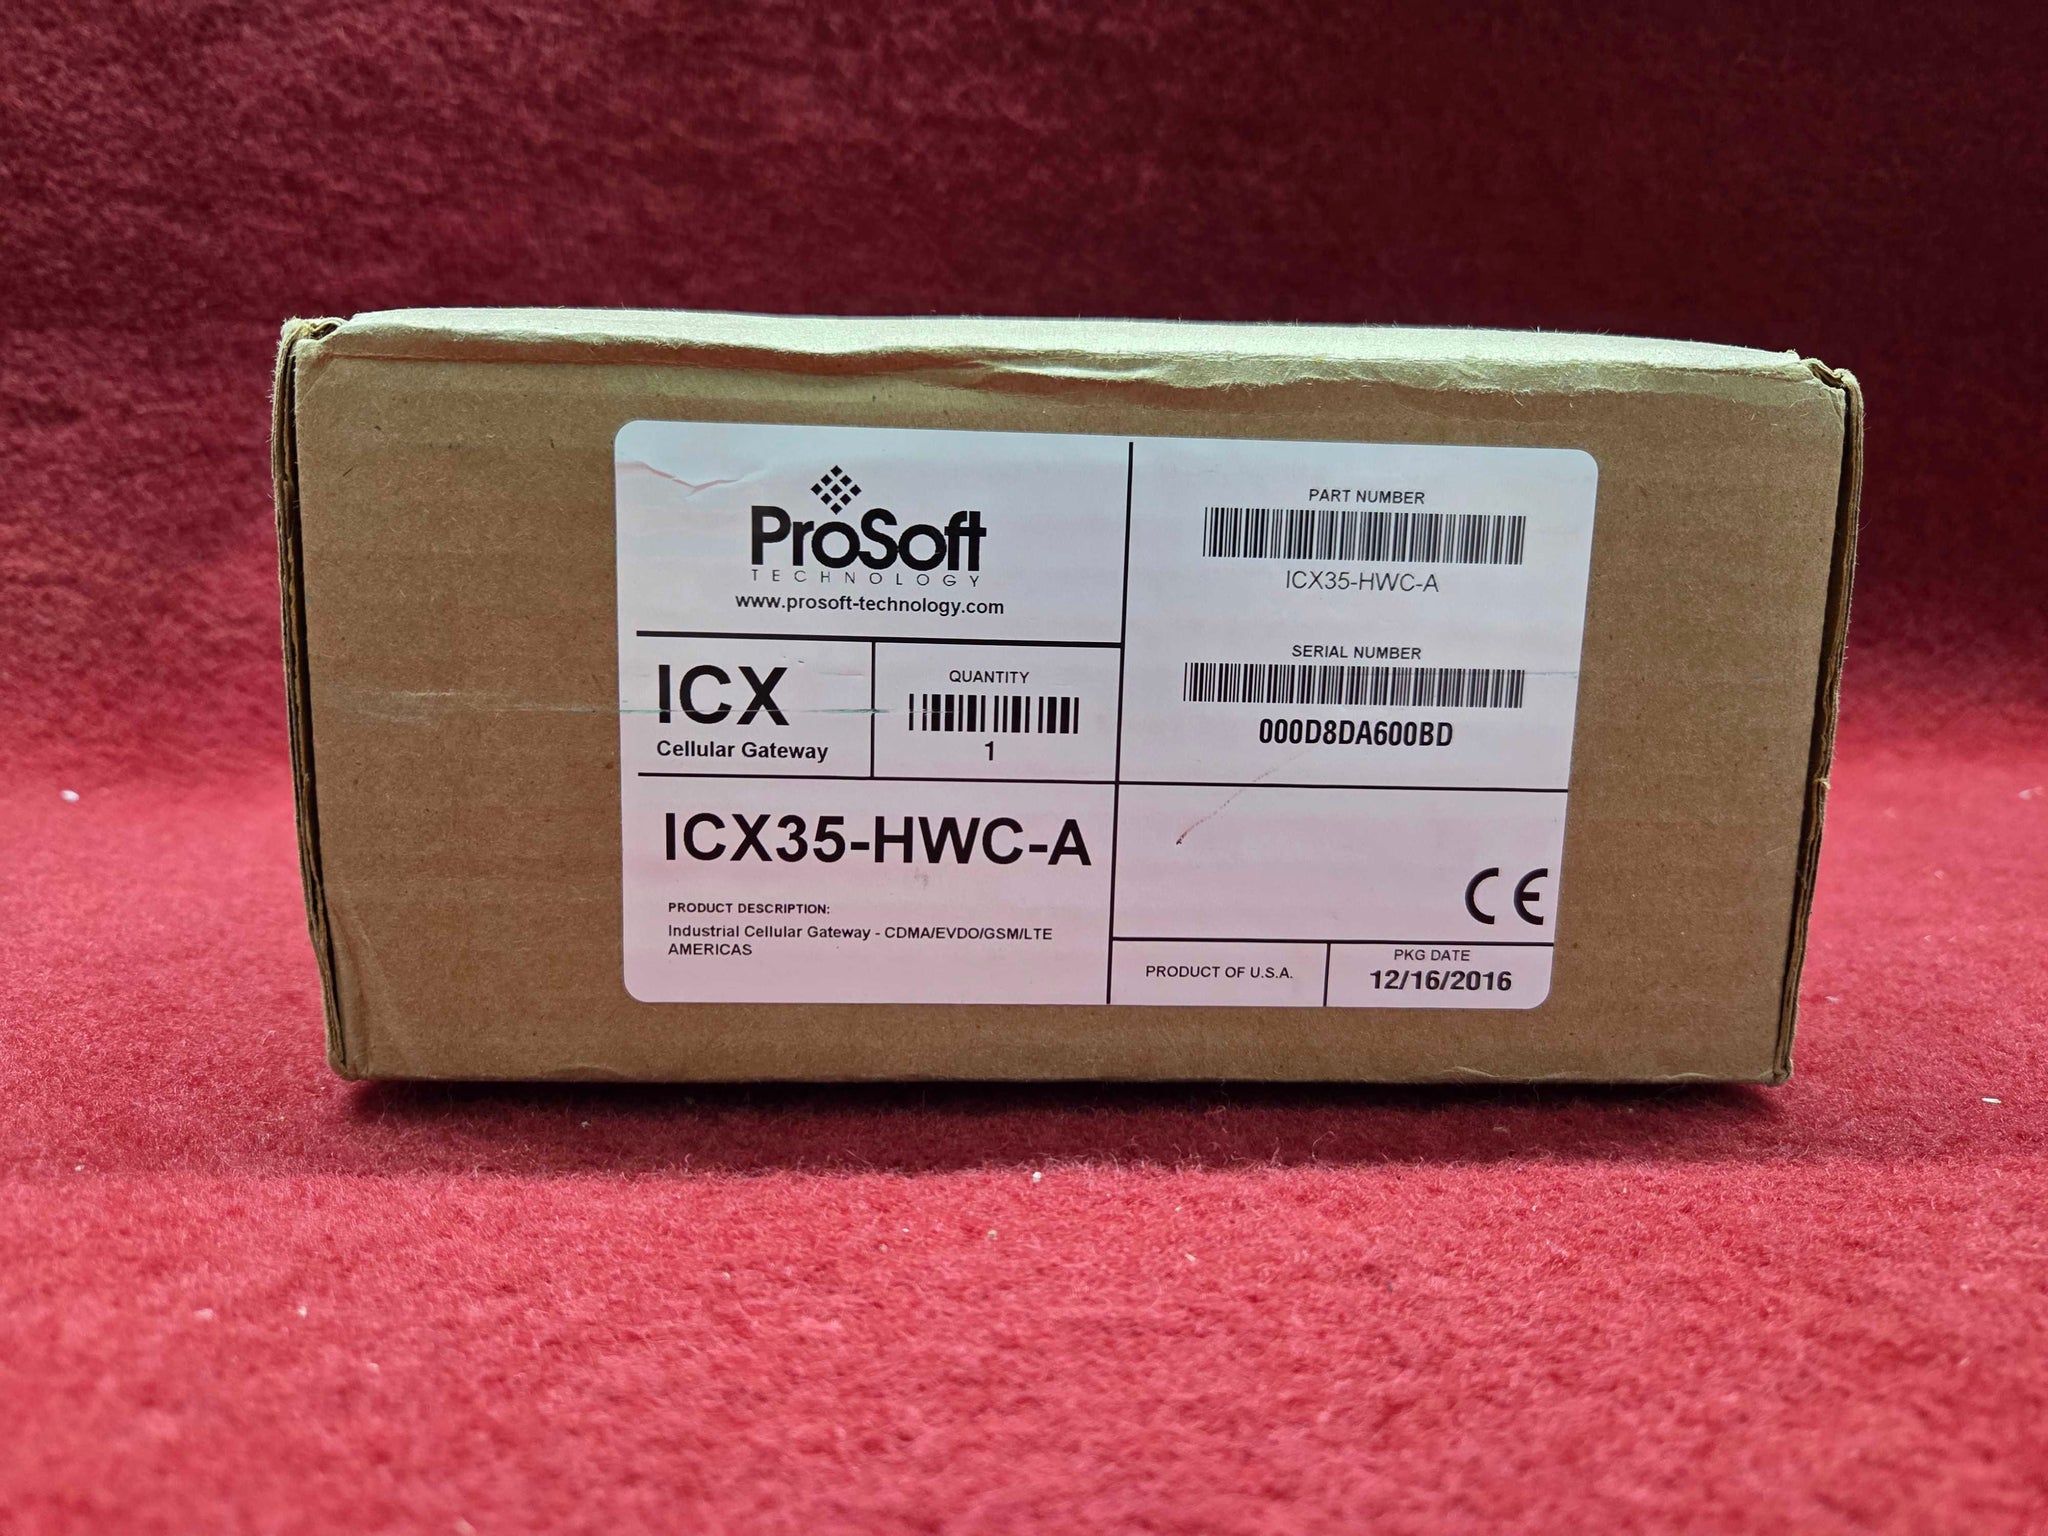 ProSoft
TECHNOLOGY
www.prosoft-technology.com
ICX
Cellular Gateway
QUANTITY
1
ICX35-HWC-A
PRODUCT DESCRIPTION:
Industrial Cellular Gateway - CDMA/EVDO/GSM/LTE
AMERICAS
PART NUMBER
ICX35-HWC-A
SERIAL NUMBER
000D8DA600BD
CE
PRODUCT OF U.S.A.
PKG DATE
12/16/2016